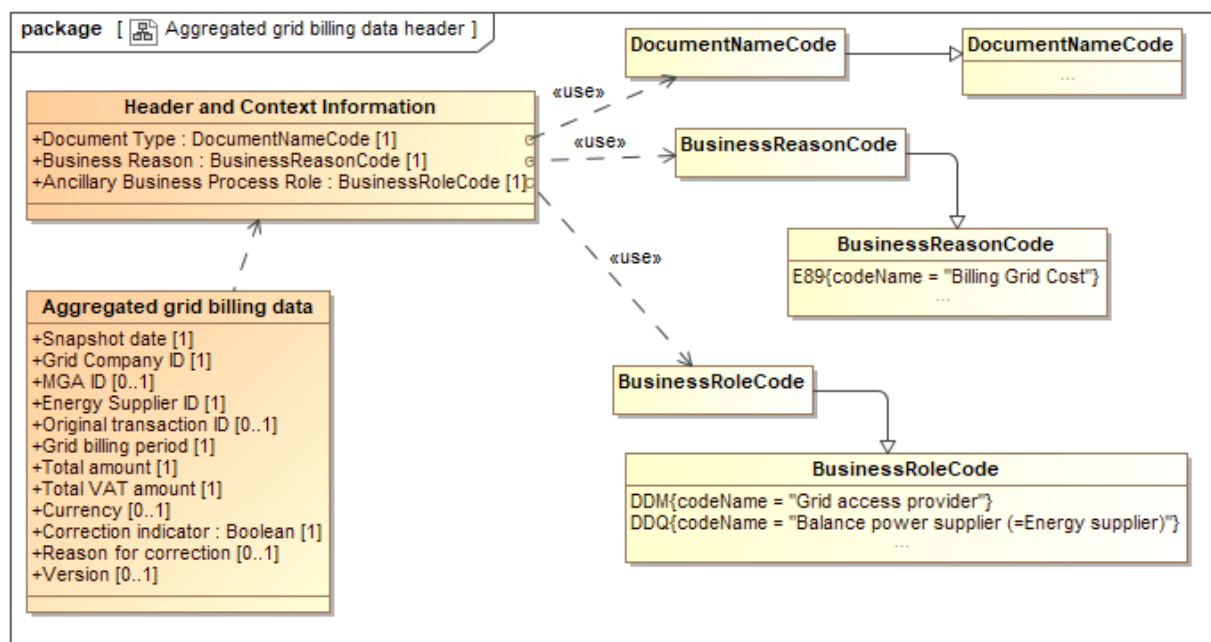 package [ Aggregated grid billing data header ]
DocumentNameCode
DocumentNameCode
...
«use»
Header and Context Information
+Document Type : DocumentNameCode [1]
+Business Reason : BusinessReasonCode [1]
+Ancillary Business Process Role : BusinessRoleCode [1]
«use»
BusinessReasonCode
BusinessReasonCode
E89{codeName = "Billing Grid Cost"}
...
«use»
Aggregated grid billing data
+Snapshot date [1]
+Grid Company ID [1]
+MGA ID [0..1]
+Energy Supplier ID [1]
+Original transaction ID [0..1]
+Grid billing period [1]
+Total amount [1]
+Total VAT amount [1]
+Currency [0..1]
+Correction indicator : Boolean [1]
+Reason for correction [0..1]
+Version [0..1]
BusinessRoleCode
BusinessRoleCode
DDM{codeName = "Grid access provider"}
DDQ{codeName = "Balance power supplier (=Energy supplier)"}
...